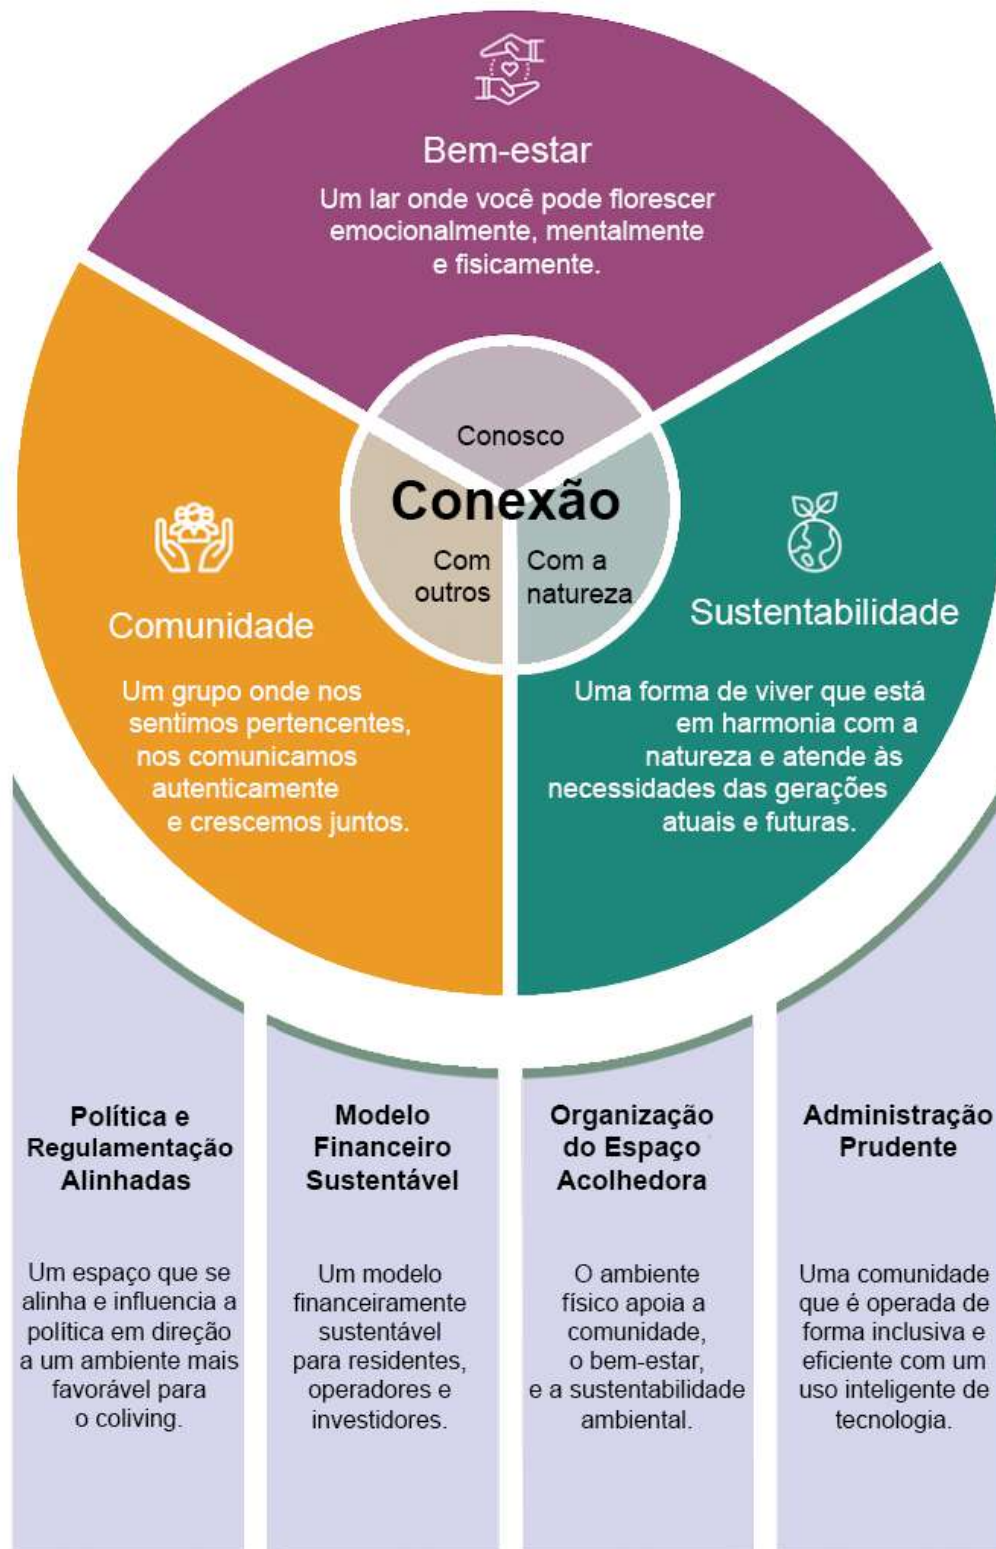 Bem-estar
Um lar onde você pode florescer
emocionalmente, mentalmente
e fisicamente.
Conosco
Conexão
Com
outros
Com a
natureza
Comunidade
Um grupo onde nos
sentimos pertencentes,
nos comunicamos
autenticamente
e crescemos juntos.
Sustentabilidade
Uma forma de viver que está
em harmonia com a
natureza e atende às
necessidades das gerações
atuais e futuras.
Política e
Regulamentação
Alinhadas
Um espaço que se
alinha e influencia a
política em direção
a um ambiente mais
favorável para
o coliving.
Modelo
Financeiro
Sustentável
Um modelo
financeiramente
sustentável
para residentes,
operadores e
investidores.
Organização
do Espaço
Acolhedora
O ambiente
físico apoia a
comunidade,
o bem-estar,
e a sustentabilidade
ambiental.
Administração
Prudente
Uma comunidade
que é operada de
forma inclusiva e
eficiente com um
uso inteligente de
tecnologia.